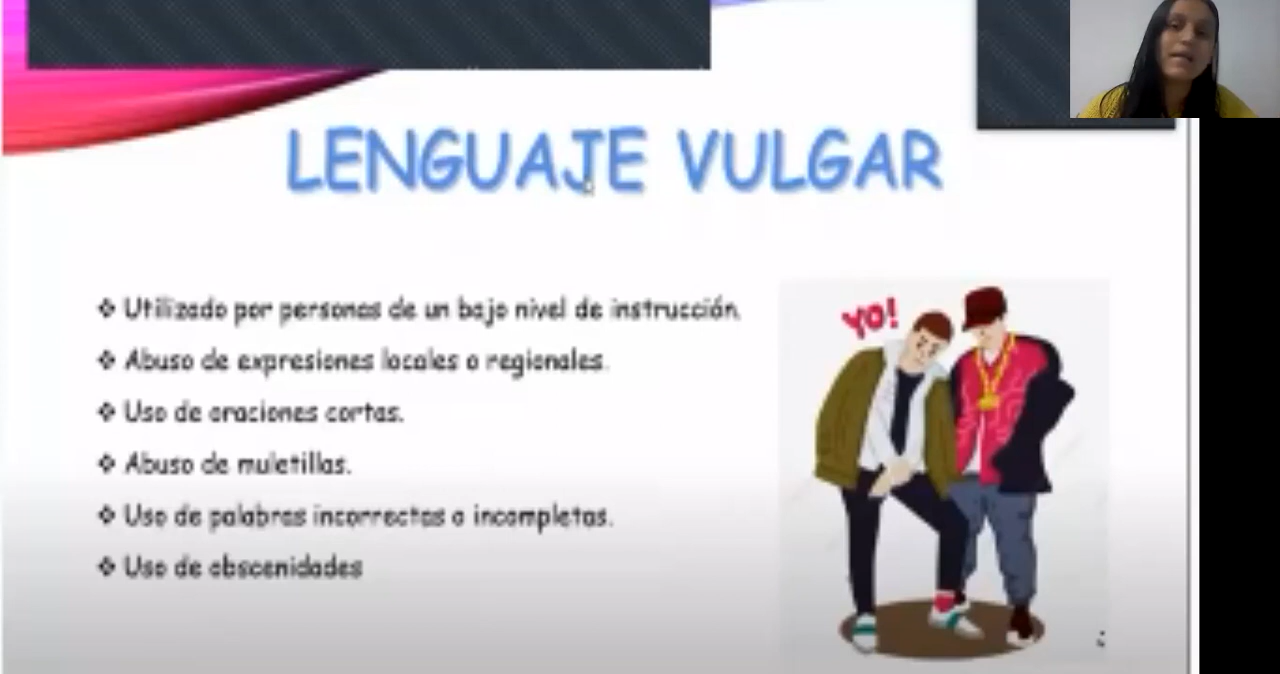 LENGUAJE VULGAR
❖ Utilizado por personas de un bajo nivel de instrucción.
❖ Abuso de expresiones locales o regionales.
❖ Uso de oraciones cortas.
❖ Abuso de muletillas.
❖ Uso de palabras incorrectas o incompletas.
❖ Uso de obscenidades
YO!